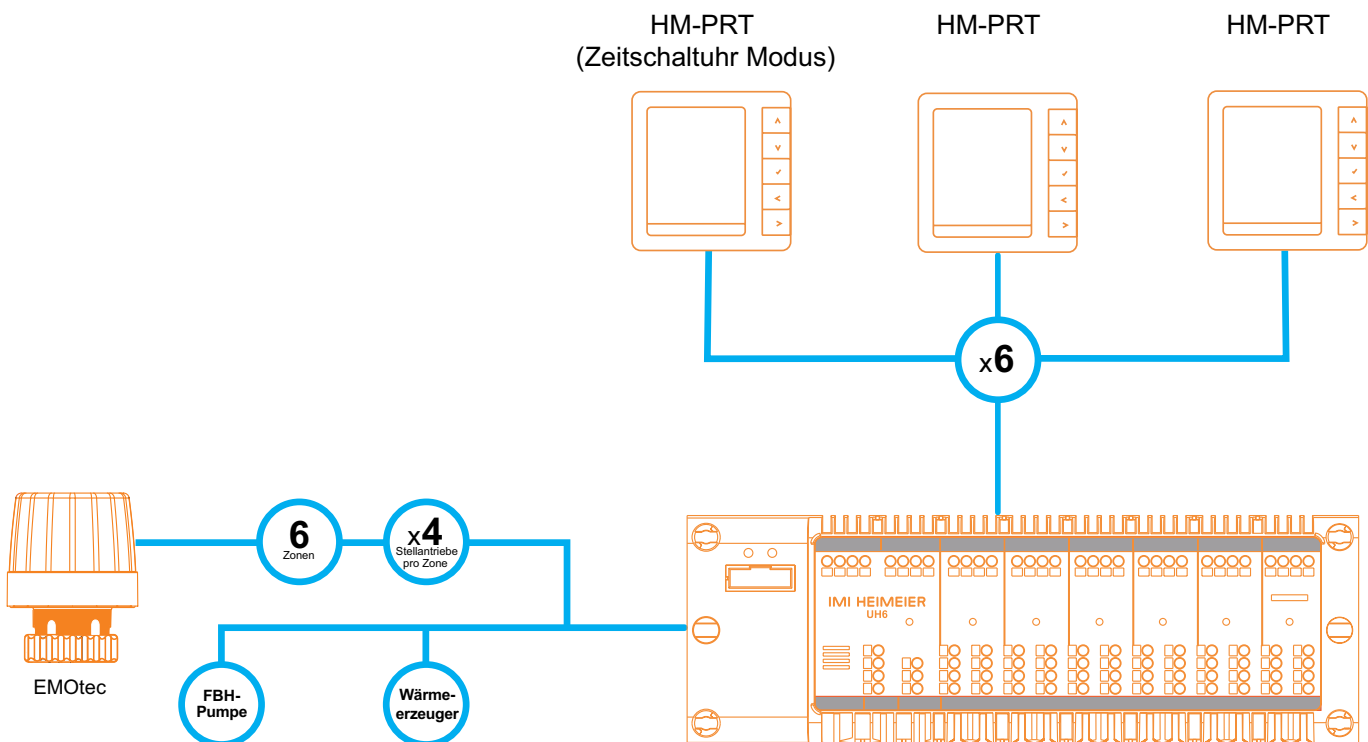 HM-PRT
(Zeitschaltuhr Modus)
HM-PRT
HM-PRT
x6
6
Zonen
x4
Stellantriebe
pro Zone
IMI HEIMEIER
UH6
EMOtec
FBH-
Pumpe
Wärme-
erzeuger